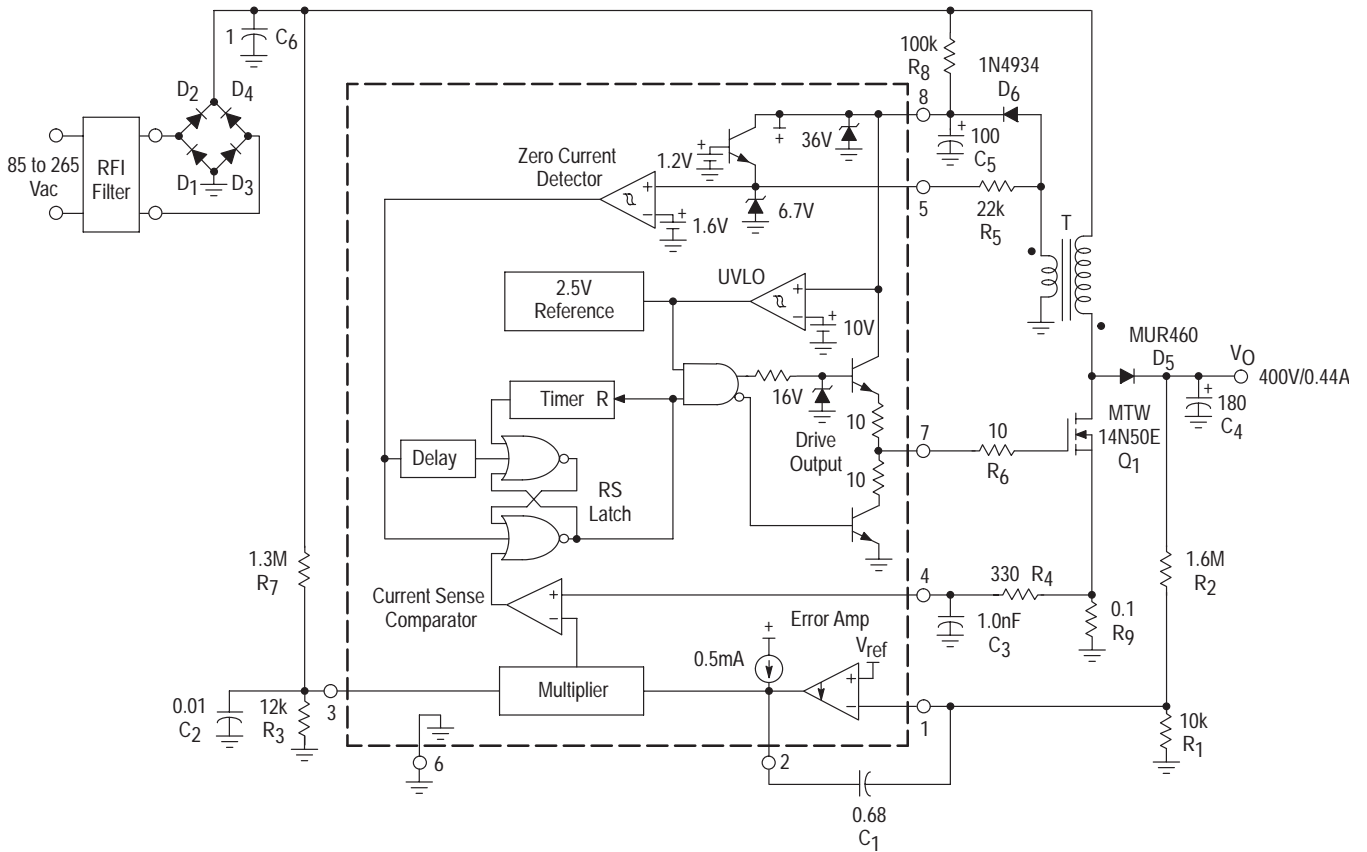 1 C6
D2 D4
85 to 265
Vac
RFI
Filter
D1 D3
100k
R8
1N4934
D6
8
36V
100
C5
1.2V
Zero Current
Detector
6.7V
1.6V
5
22k
R5
T
UVLO
2.5V
Reference
10V
MUR460
D5
VO
400V/0.44A
180
C4
16V
Timer R
10
Drive
Output
7
10
R6
MTW
14N50E
Q1
Delay
10
RS
Latch
1.3M
R7
4
330 R4
1.6M
R2
Current Sense
Comparator
1.0nF
C3
0.1
R9
Error Amp
+
0.5mA
Vref
Multiplier
0.01
C2
12k
R3
3
1
10k
R1
6
2
0.68
C1